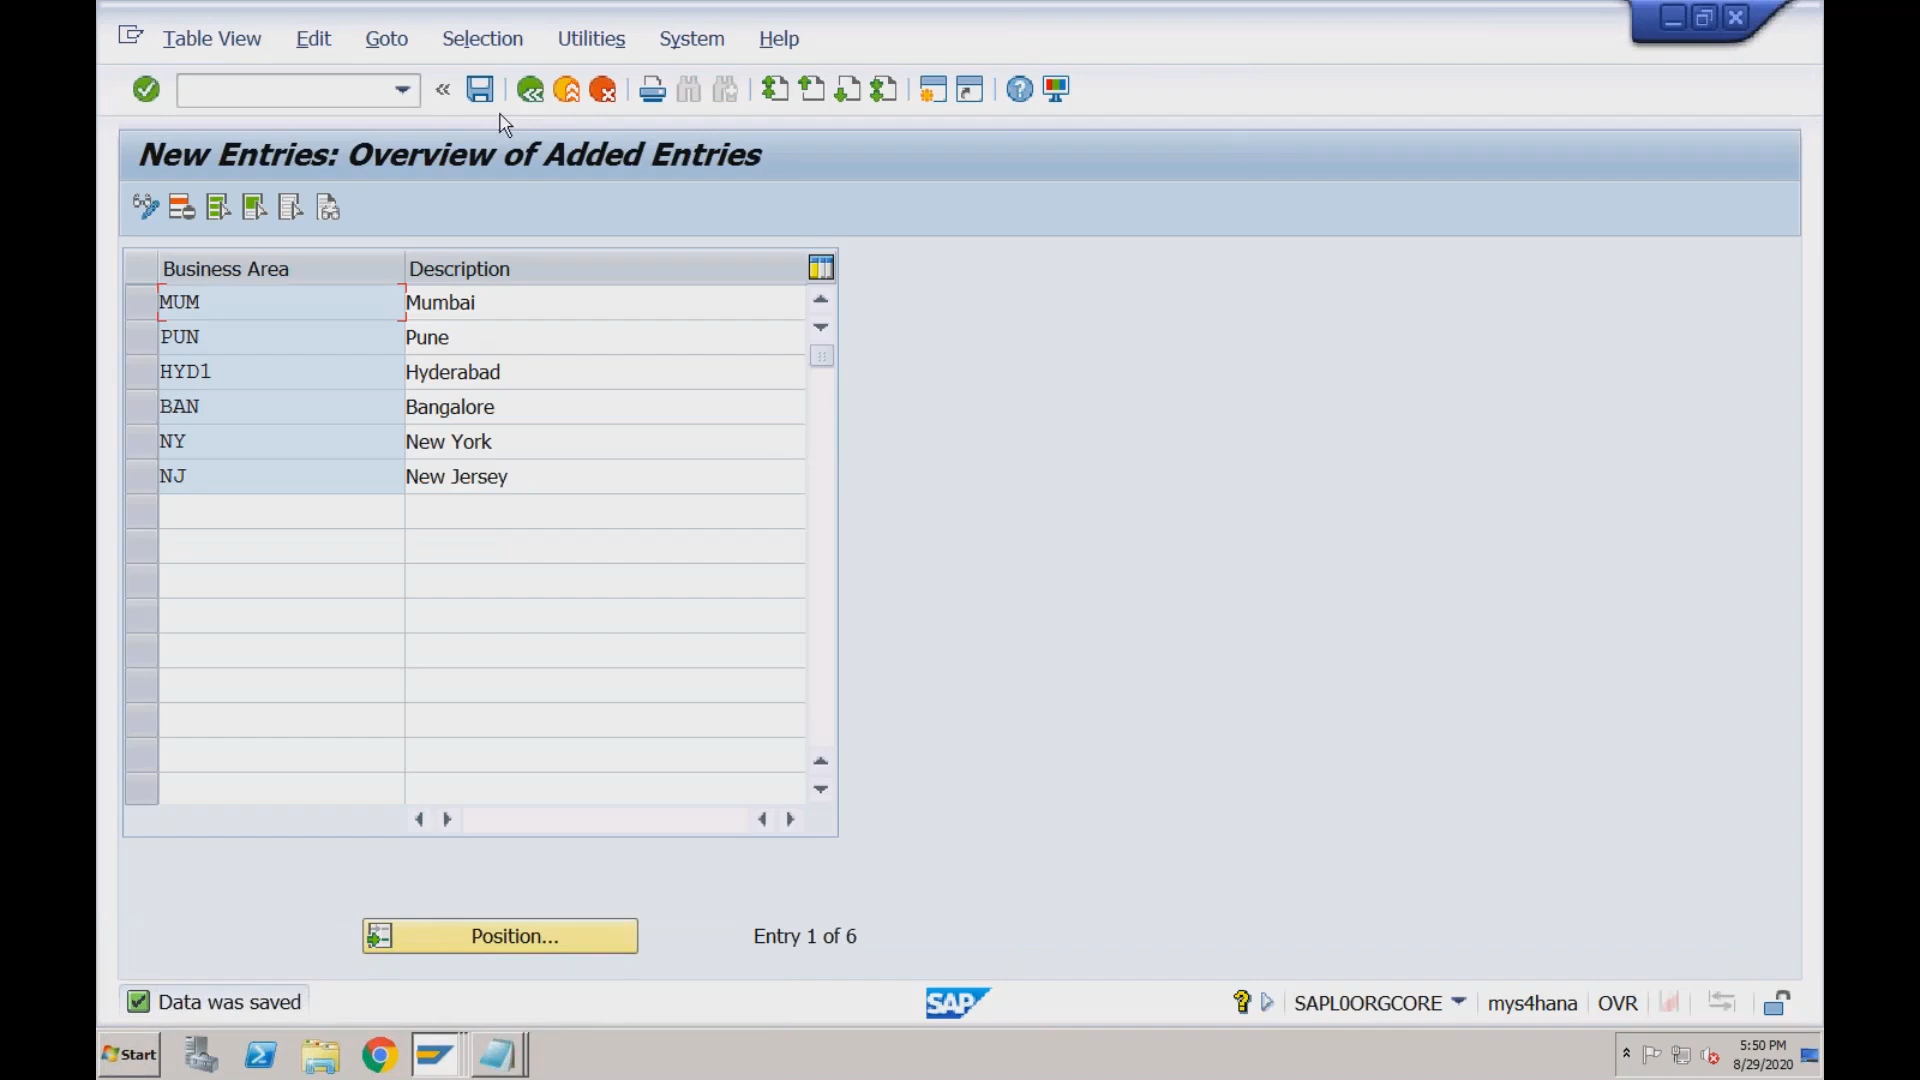 Table View Edit Goto Selection Utilities System Help
New Entries: Overview of Added Entries
Business Area Description
MUM Mumbai
PUN Pune
HYD1 Hyderabad
BAN Bangalore
NY New York
NJ New Jersey
Position... Entry 1 of 6
Data was saved SAP SAPL0ORGCORE mys4hana OVR
Start 5:50 PM
8/29/2020